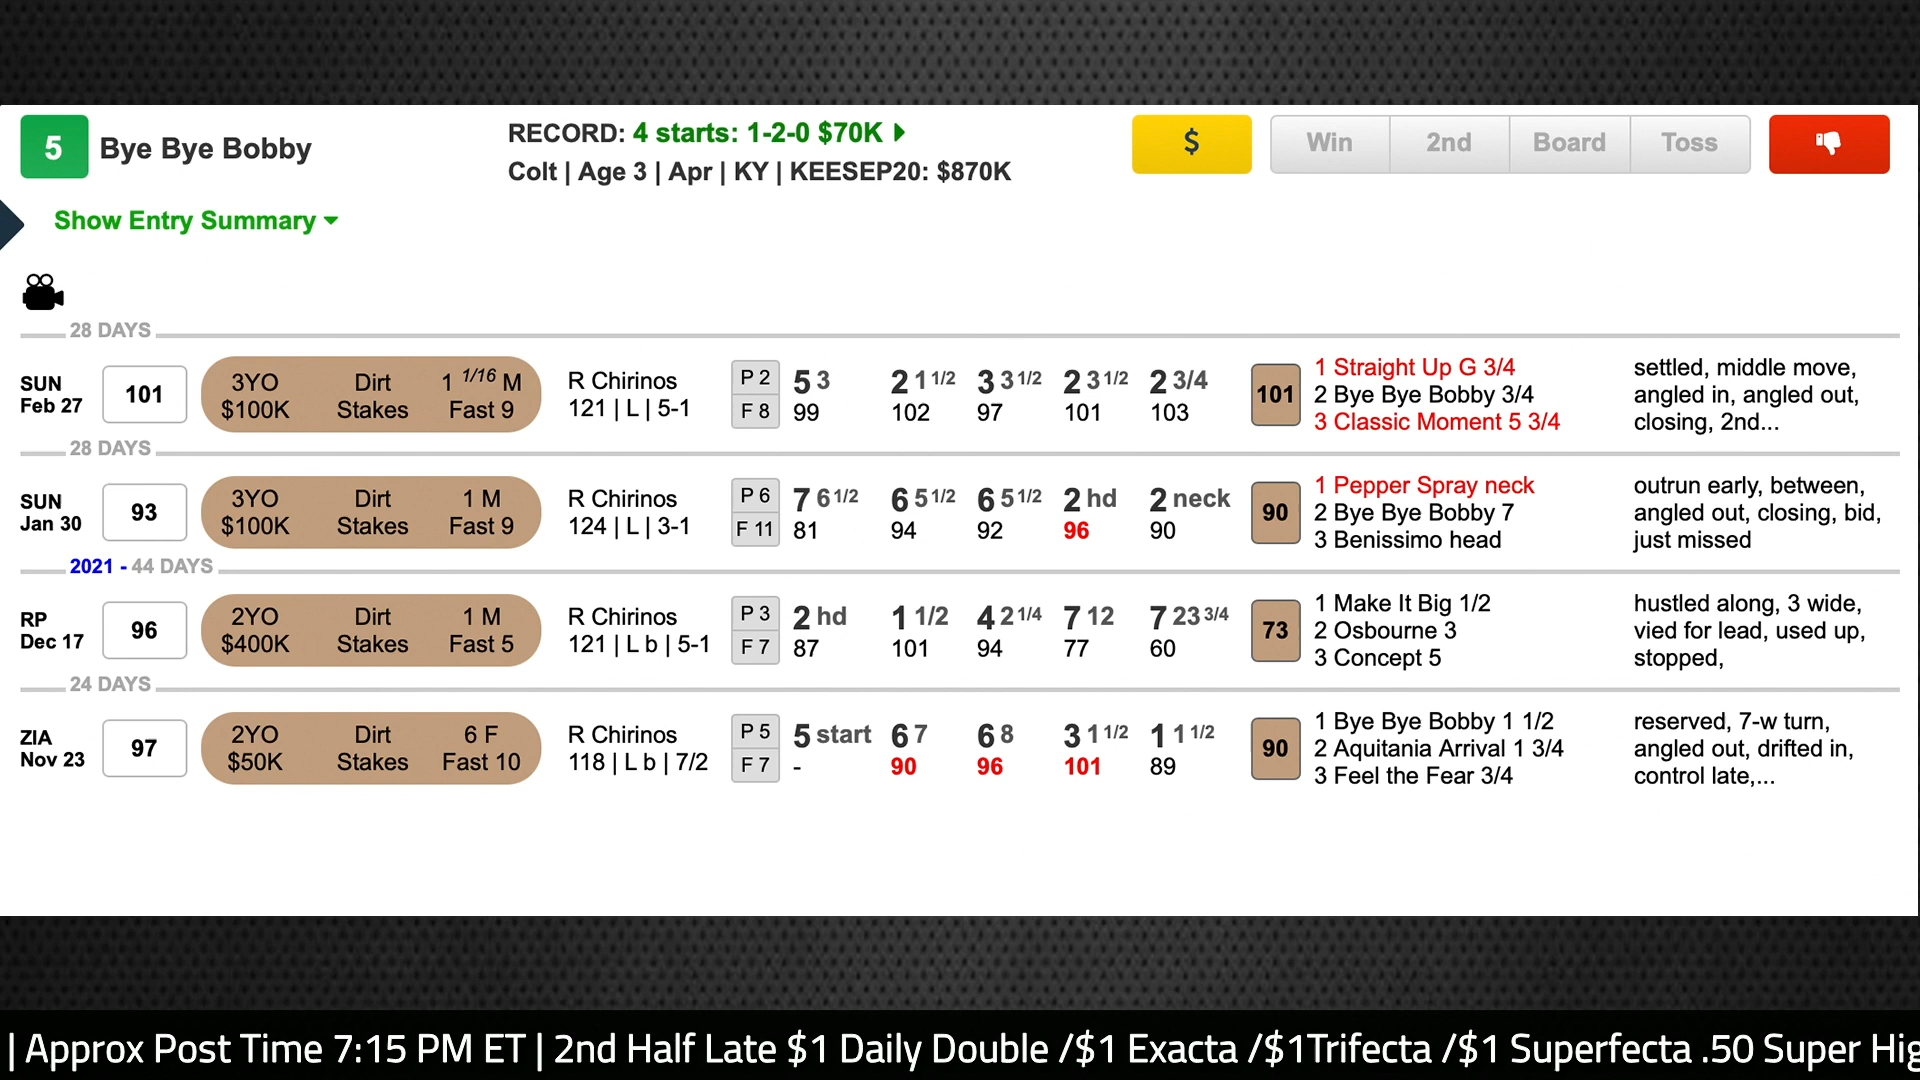 5 Bye Bye Bobby
RECORD: 4 starts: 1-2-0 $70K
Colt | Age 3 | Apr | KY | KEESEP20: $870K
$ Win 2nd Board Toss
Show Entry Summary
28 DAYS
SUN
Feb 27
101
3YO Dirt 1 1/16 M
$100K Stakes Fast 9
R Chirinos
121 | L | 5-1
P 2
F 8
5 3 2 1 1/2 3 3 1/2 2 3 1/2 2 3/4
99 102 97 101 103
101
1 Straight Up G 3/4
2 Bye Bye Bobby 3/4
3 Classic Moment 5 3/4
settled, middle move,
angled in, angled out,
closing, 2nd...
28 DAYS
SUN
Jan 30
93
3YO Dirt 1 M
$100K Stakes Fast 9
R Chirinos
124 | L | 3-1
P 6
F 11
7 6 1/2 6 5 1/2 6 5 1/2 2 hd 2 neck
81 94 92 96 90
90
1 Pepper Spray neck
2 Bye Bye Bobby 7
3 Benissimo head
outrun early, between,
angled out, closing, bid,
just missed
2021 - 44 DAYS
RP
Dec 17
96
2YO Dirt 1 M
$400K Stakes Fast 5
R Chirinos
121 | L b | 5-1
P 3
F 7
2 hd 1 1/2 4 2 1/4 7 12 7 23 3/4
87 101 94 77 60
73
1 Make It Big 1/2
2 Osbourne 3
3 Concept 5
hustled along, 3 wide,
vied for lead, used up,
stopped,
24 DAYS
ZIA
Nov 23
97
2YO Dirt 6 F
$50K Stakes Fast 10
R Chirinos
118 | L b | 7/2
P 5
F 7
5 start 6 7 6 8 3 1 1/2 1 1 1/2
- 90 96 101 89
90
1 Bye Bye Bobby 1 1/2
2 Aquitania Arrival 1 3/4
3 Feel the Fear 3/4
reserved, 7-w turn,
angled out, drifted in,
control late,...
| Approx Post Time 7:15 PM ET | 2nd Half Late $1 Daily Double /$1 Exacta /$1Trifecta /$1 Superfecta .50 Super Hig